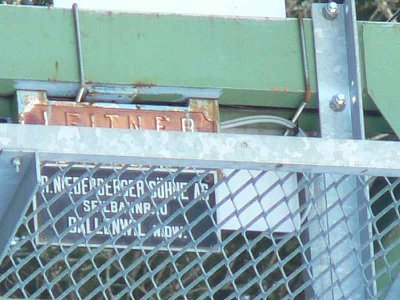 LEITNER
R. NIEDERBERGER SÖHNE AG
SEILBAHNBAU
DALLENWIL NIDW.